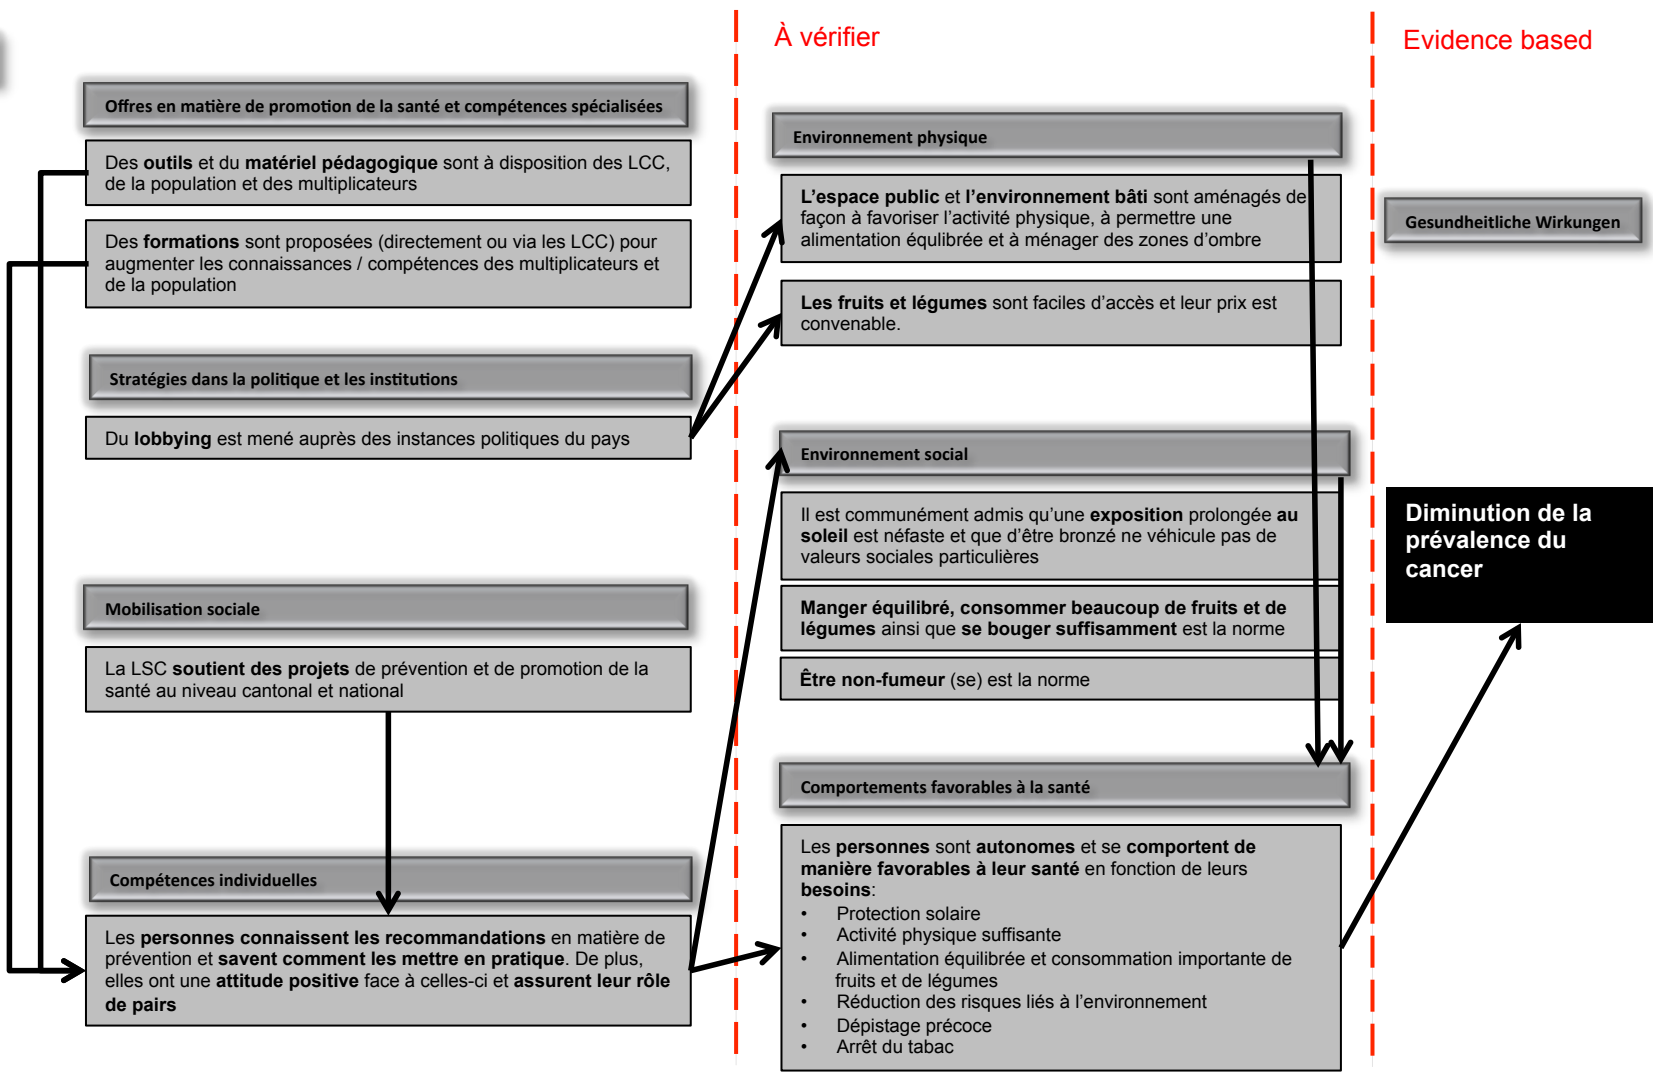 Offres en matière de promotion de la santé et compétences spécialisées
Des outils et du matériel pédagogique sont à disposition des LCC,
de la population et des multiplicateurs
Des formations sont proposées (directement ou via les LCC) pour
augmenter les connaissances / compétences des multiplicateurs et
de la population
Stratégies dans la politique et les institutions
Du lobbying est mené auprès des instances politiques du pays
Mobilisation sociale
La LSC soutient des projets de prévention et de promotion de la
santé au niveau cantonal et national
Compétences individuelles
Les personnes connaissent les recommandations en matière de
prévention et savent comment les mettre en pratique. De plus,
elles ont une attitude positive face à celles-ci et assurent leur rôle
de pairs
À vérifier
Environnement physique
L'espace public et l'environnement bâti sont aménagés de
façon à favoriser l'activité physique, à permettre une
alimentation équlibrée et à ménager des zones d'ombre
Les fruits et légumes sont faciles d'accès et leur prix est
convenable.
Environnement social
Il est communément admis qu'une exposition prolongée au
soleil est néfaste et que d'être bronzé ne véhicule pas de
valeurs sociales particulières
Manger équilibré, consommer beaucoup de fruits et de
légumes ainsi que se bouger suffisamment est la norme
Être non-fumeur (se) est la norme
Comportements favorables à la santé
Les personnes sont autonomes et se comportent de
manière favorables à leur santé en fonction de leurs
besoins:
• Protection solaire
• Activité physique suffisante
• Alimentation équilibrée et consommation importante de
fruits et de légumes
• Réduction des risques liés à l'environnement
• Dépistage précoce
• Arrêt du tabac
Evidence based
Gesundheitliche Wirkungen
Diminution de la
prévalence du
cancer